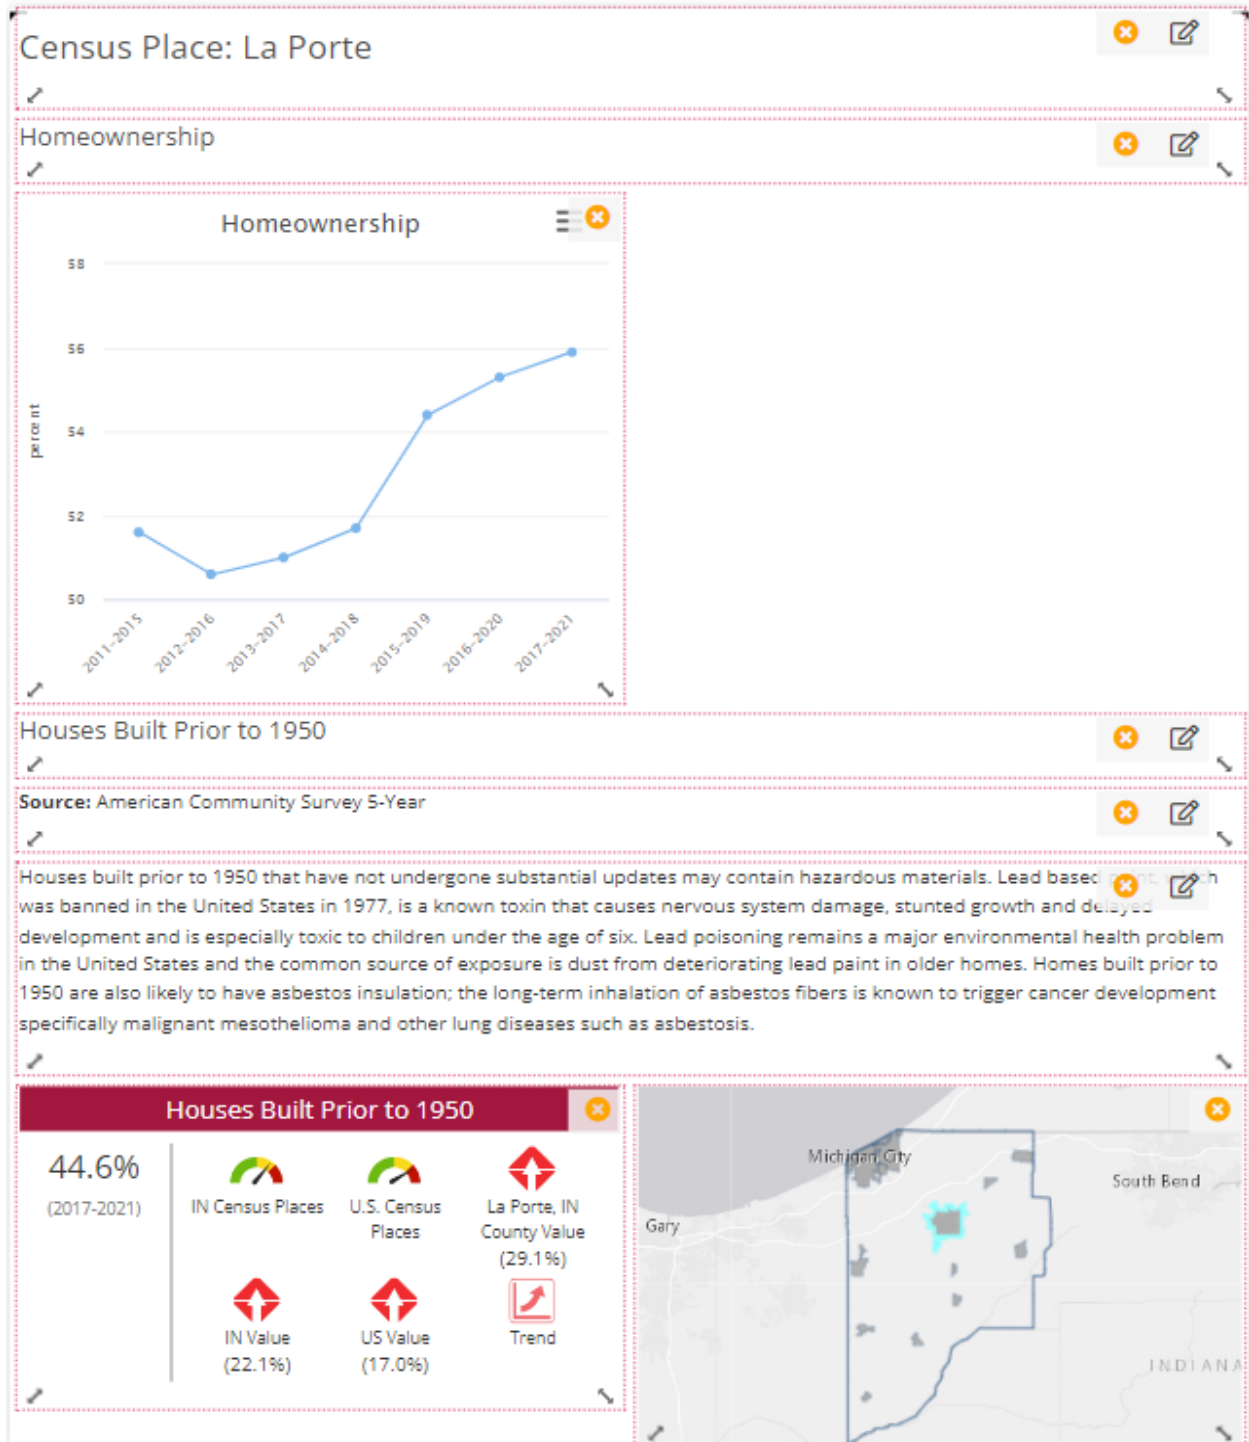 Census Place: La Porte
Homeownership
Homeownership
58
56
54
52
50
percent
2011-2015
2012-2016
2013-2017
2014-2018
2015-2019
2016-2020
2017-2021
Houses Built Prior to 1950
Source: American Community Survey 5-Year
Houses built prior to 1950 that have not undergone substantial updates may contain hazardous materials. Lead based paint, which
was banned in the United States in 1977, is a known toxin that causes nervous system damage, stunted growth and delayed
development and is especially toxic to children under the age of six. Lead poisoning remains a major environmental health problem
in the United States and the common source of exposure is dust from deteriorating lead paint in older homes. Homes built prior to
1950 are also likely to have asbestos insulation; the long-term inhalation of asbestos fibers is known to trigger cancer development
specifically malignant mesothelioma and other lung diseases such as asbestosis.
Houses Built Prior to 1950
44.6%
(2017-2021)
IN Census Places
U.S. Census
Places
La Porte, IN
County Value
(29.1%)
IN Value
(22.1%)
US Value
(17.0%)
Trend
Michigan City
South Bend
Gary
INDIANA